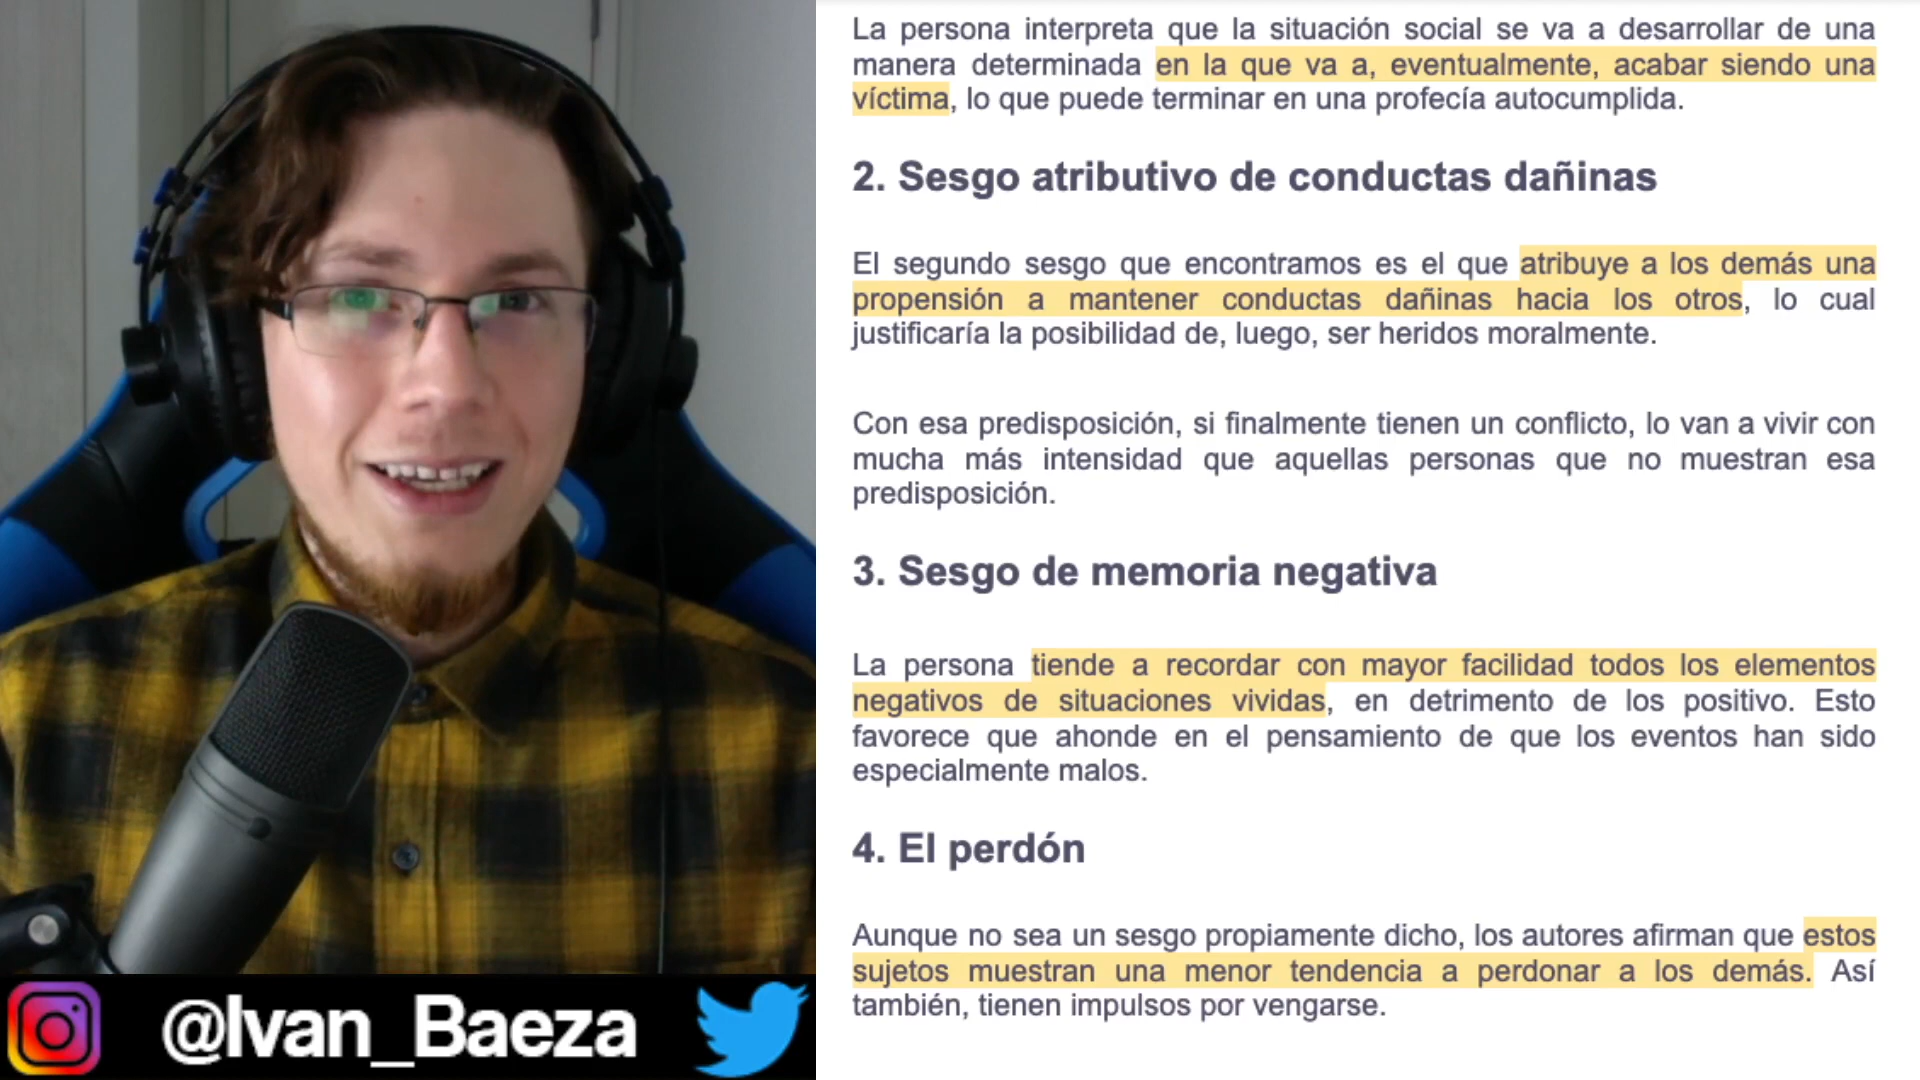 La persona interpreta que la situación social se va a desarrollar de una
manera determinada en la que va a, eventualmente, acabar siendo una
víctima, lo que puede terminar en una profecía autocumplida.
2. Sesgo atributivo de conductas dañinas
El segundo sesgo que encontramos es el que atribuye a los demás una
propensión a mantener conductas dañinas hacia los otros, lo cual
justificaría la posibilidad de, luego, ser heridos moralmente.
Con esa predisposición, si finalmente tienen un conflicto, lo van a vivir con
mucha más intensidad que aquellas personas que no muestran esa
predisposición.
3. Sesgo de memoria negativa
La persona tiende a recordar con mayor facilidad todos los elementos
negativos de situaciones vividas, en detrimento de los positivo. Esto
favorece que ahonde en el pensamiento de que los eventos han sido
especialmente malos.
4. El perdón
Aunque no sea un sesgo propiamente dicho, los autores afirman que estos
sujetos muestran una menor tendencia a perdonar a los demás. Así
también, tienen impulsos por vengarse.
@Ivan_Baeza